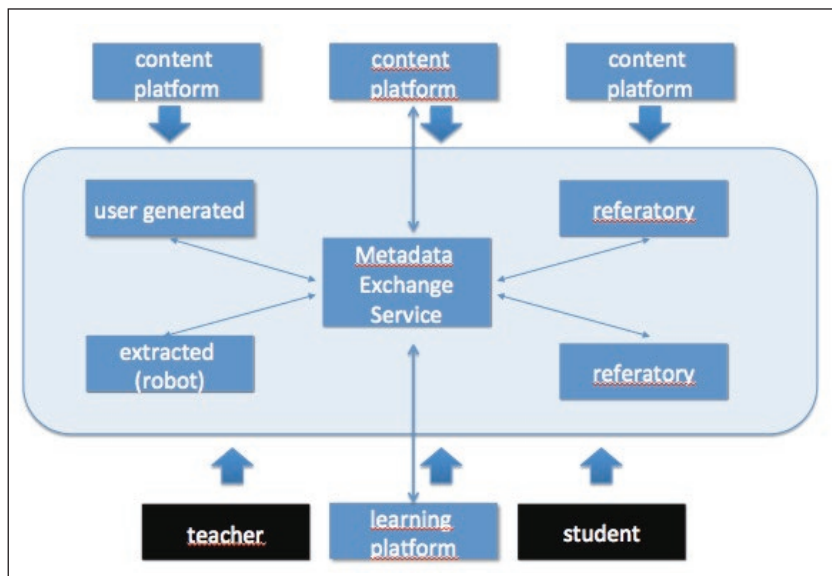 content
platform
content
platform
content
platform
user generated
referatory
Metadata
Exchange
Service
extracted
(robot)
referatory
teacher
learning
platform
student